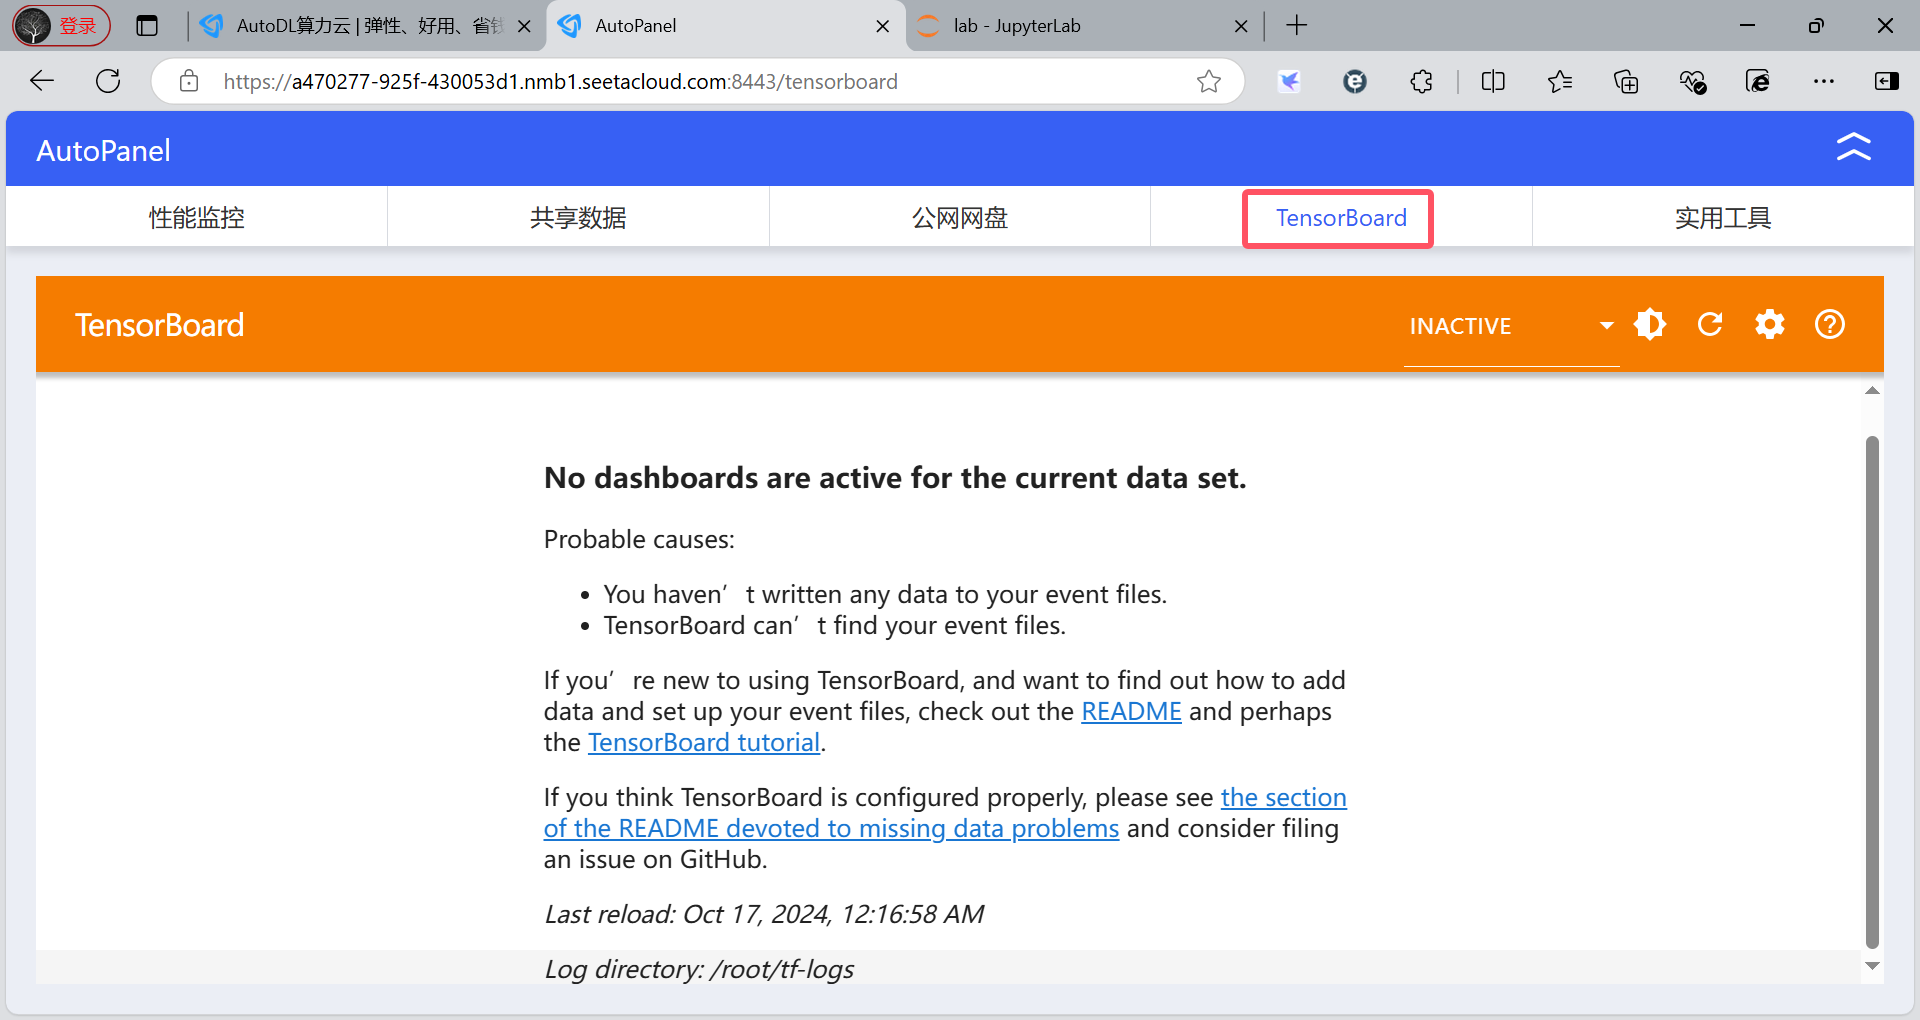 登录
AutoDL算力云 | 弹性、好用、省钱
AutoPanel
lab - JupyterLab
https://a470277-925f-430053d1.nmb1.seetacloud.com:8443/tensorboard
AutoPanel
性能监控
共享数据
公网网盘
TensorBoard
实用工具
TensorBoard
INACTIVE
No dashboards are active for the current data set.
Probable causes:
• You haven’t written any data to your event files.
• TensorBoard can’t find your event files.
If you’re new to using TensorBoard, and want to find out how to add
data and set up your event files, check out the README and perhaps
the TensorBoard tutorial.
If you think TensorBoard is configured properly, please see the section
of the README devoted to missing data problems and consider filing
an issue on GitHub.
Last reload: Oct 17, 2024, 12:16:58 AM
Log directory: /root/tf-logs